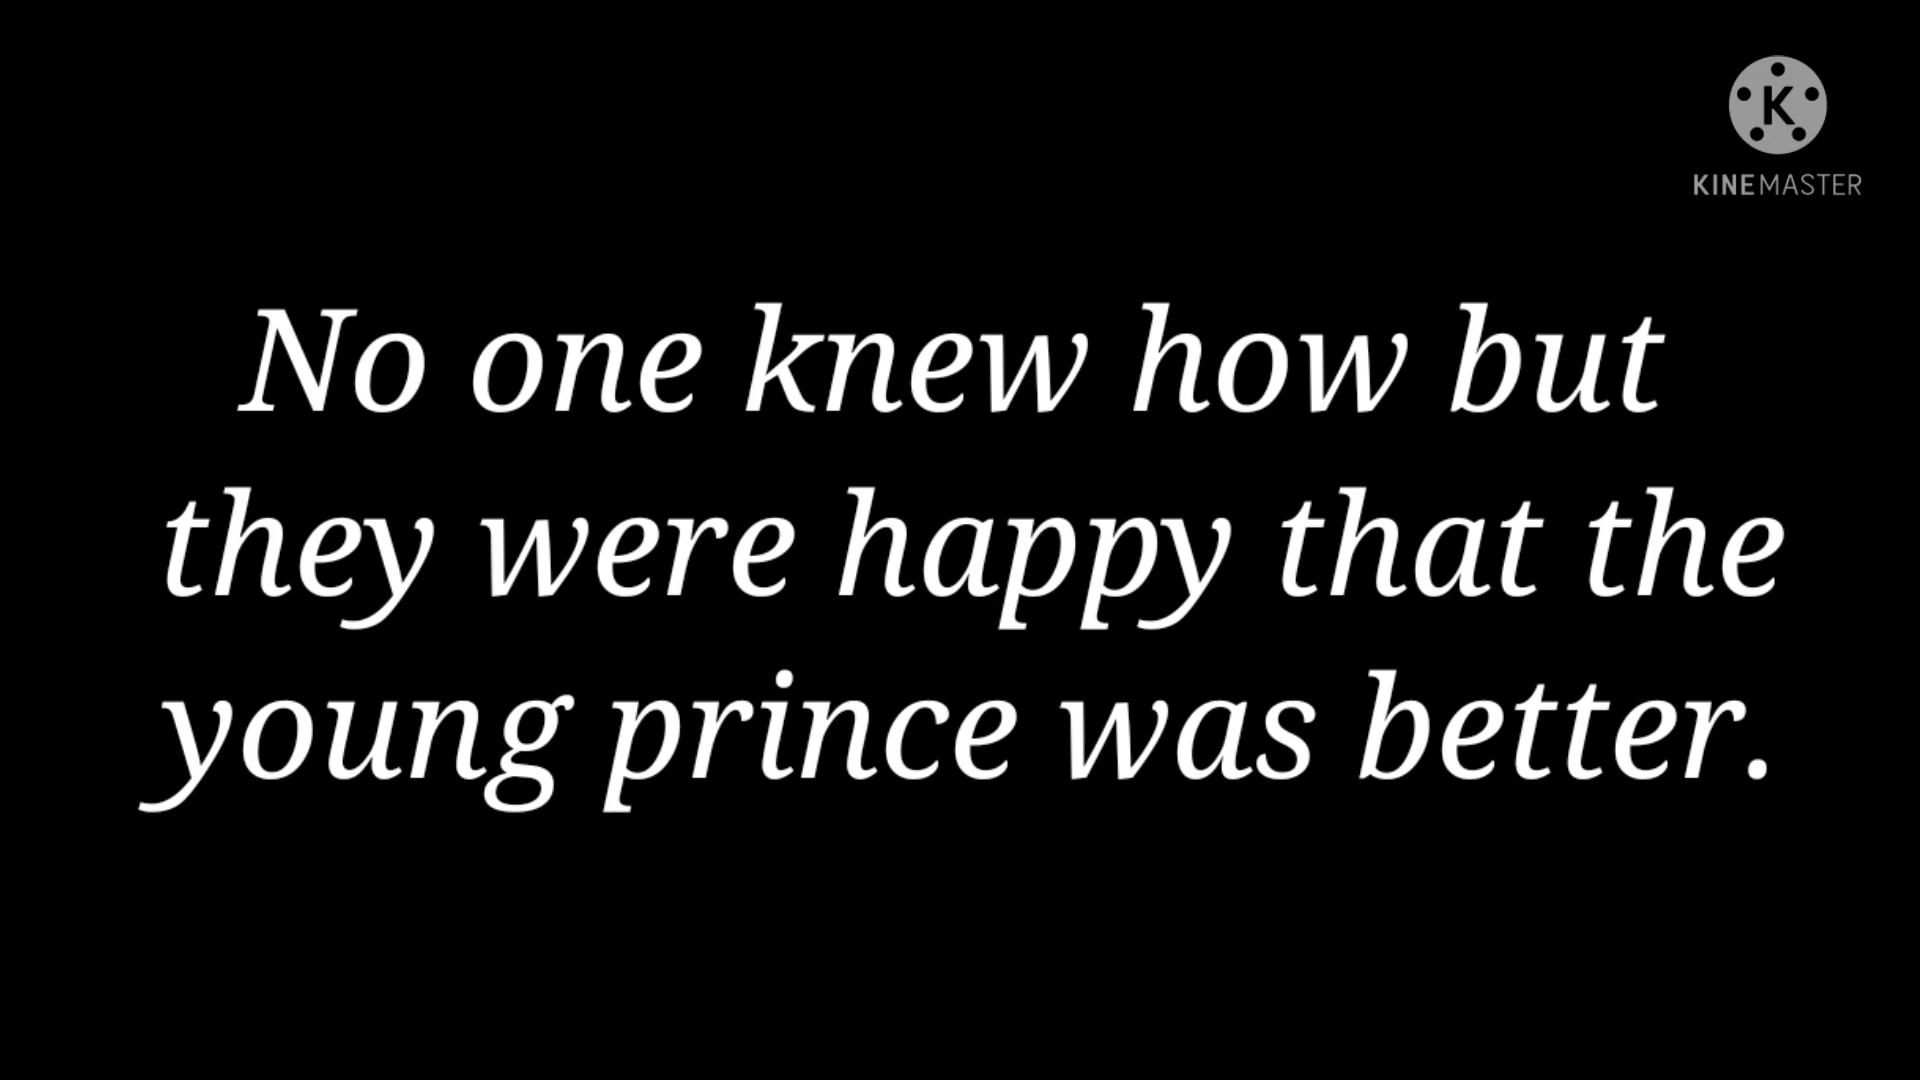 K
KINEMASTER
No one knew how but
they were happy that the
young prince was better.